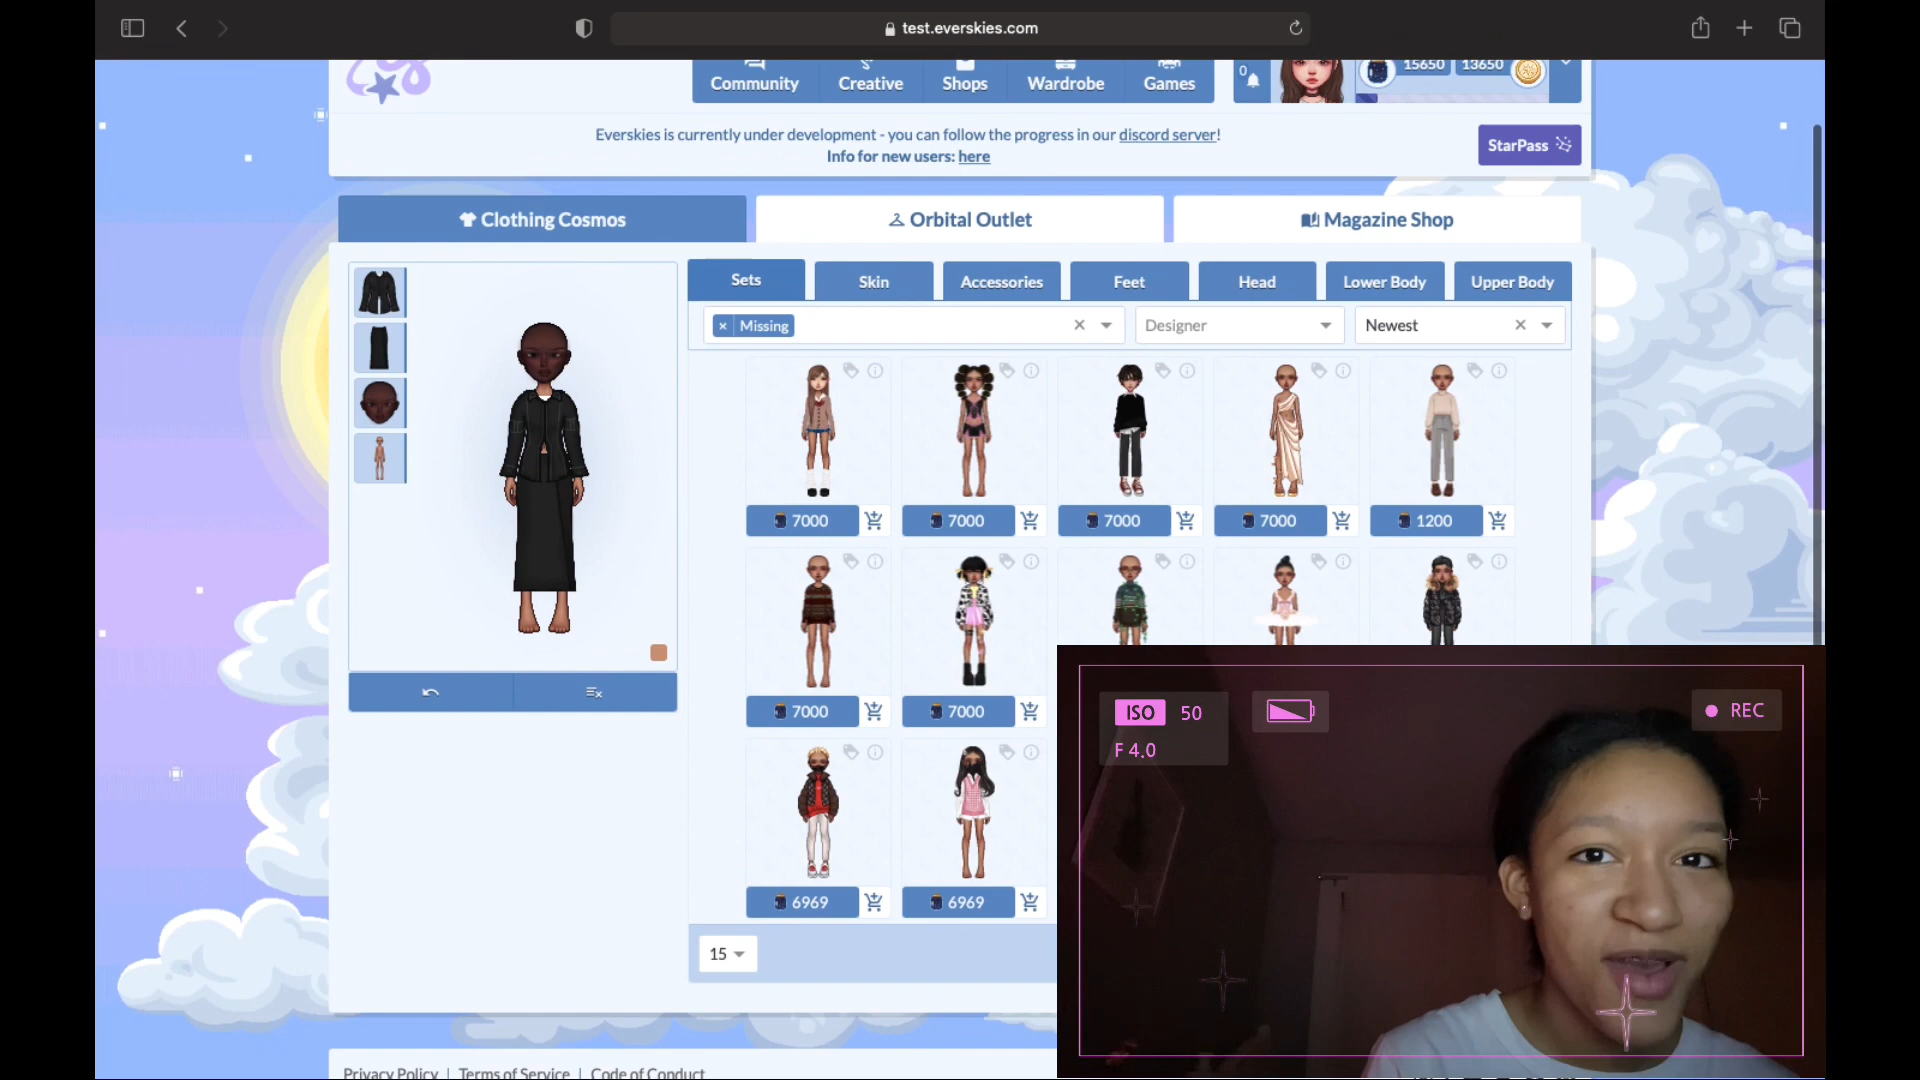 test.everskies.com
Community
Creative
Shops
Wardrobe
Games
0
15650
13650
Everskies is currently under development - you can follow the progress in our discord server!
Info for new users: here
StarPass
Clothing Cosmos
Orbital Outlet
Magazine Shop
Sets
Skin
Accessories
Feet
Head
Lower Body
Upper Body
× Missing
Designer
Newest
7000
7000
7000
7000
1200
7000
7000
6969
6969
15
ISO 50
F 4.0
REC
Privacy Policy | Terms of Service | Code of Conduct